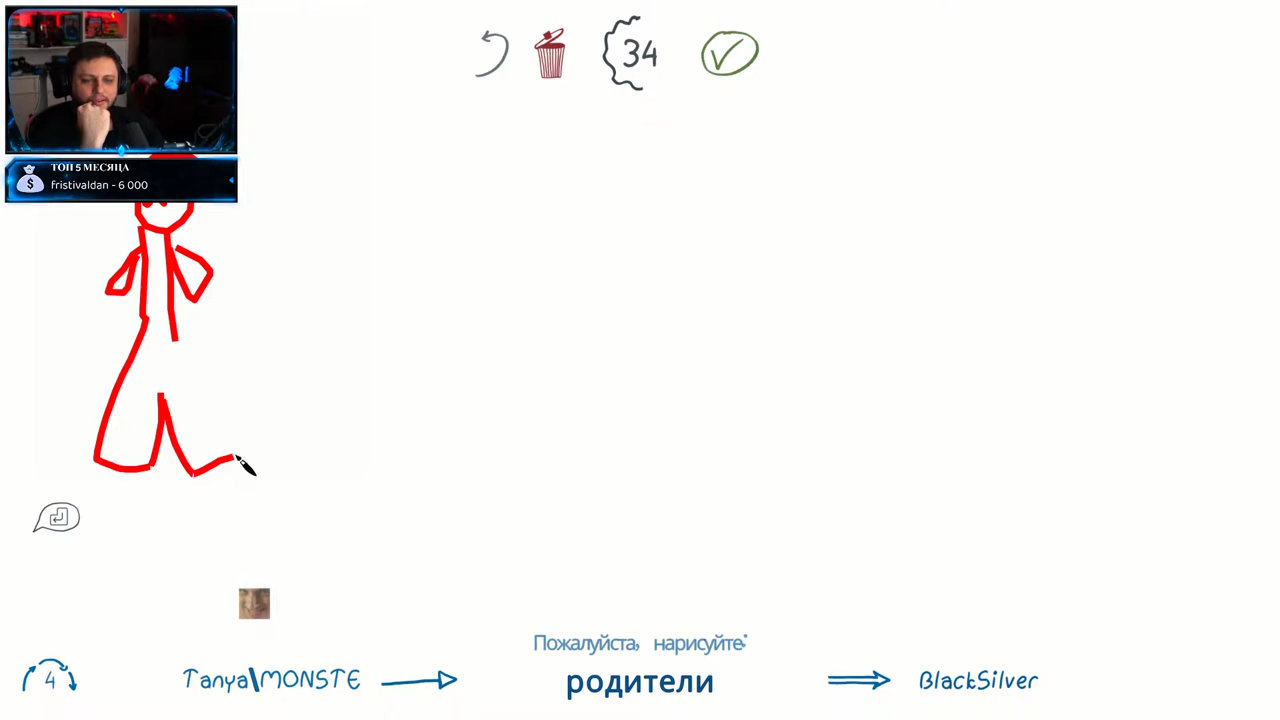 34
ТОП 5 МЕСЯЦА
$
fristivaldan - 6 000
Пожалуйста, нарисуйте:
4
Tanya\MONSTE
родители
BlackSilver